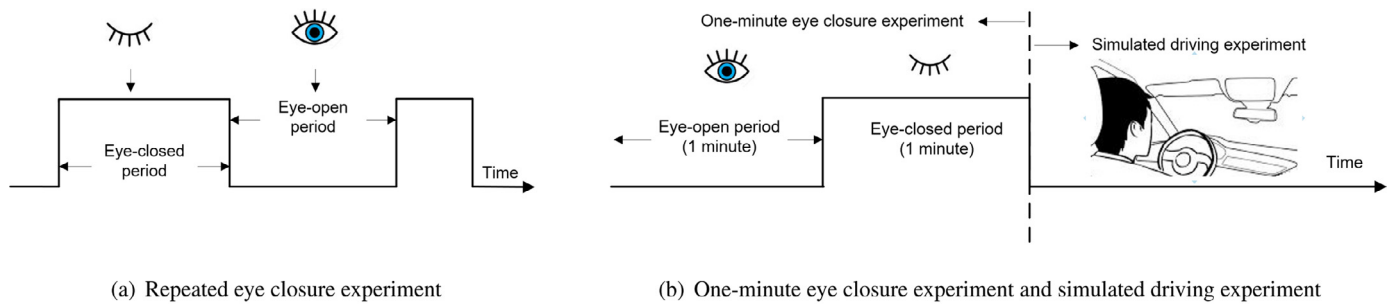 Eye-open
period
Eye-closed
period
Time
(a) Repeated eye closure experiment
One-minute eye closure experiment
Simulated driving experiment
Eye-open period
(1 minute)
Eye-closed period
(1 minute)
Time
(b) One-minute eye closure experiment and simulated driving experiment